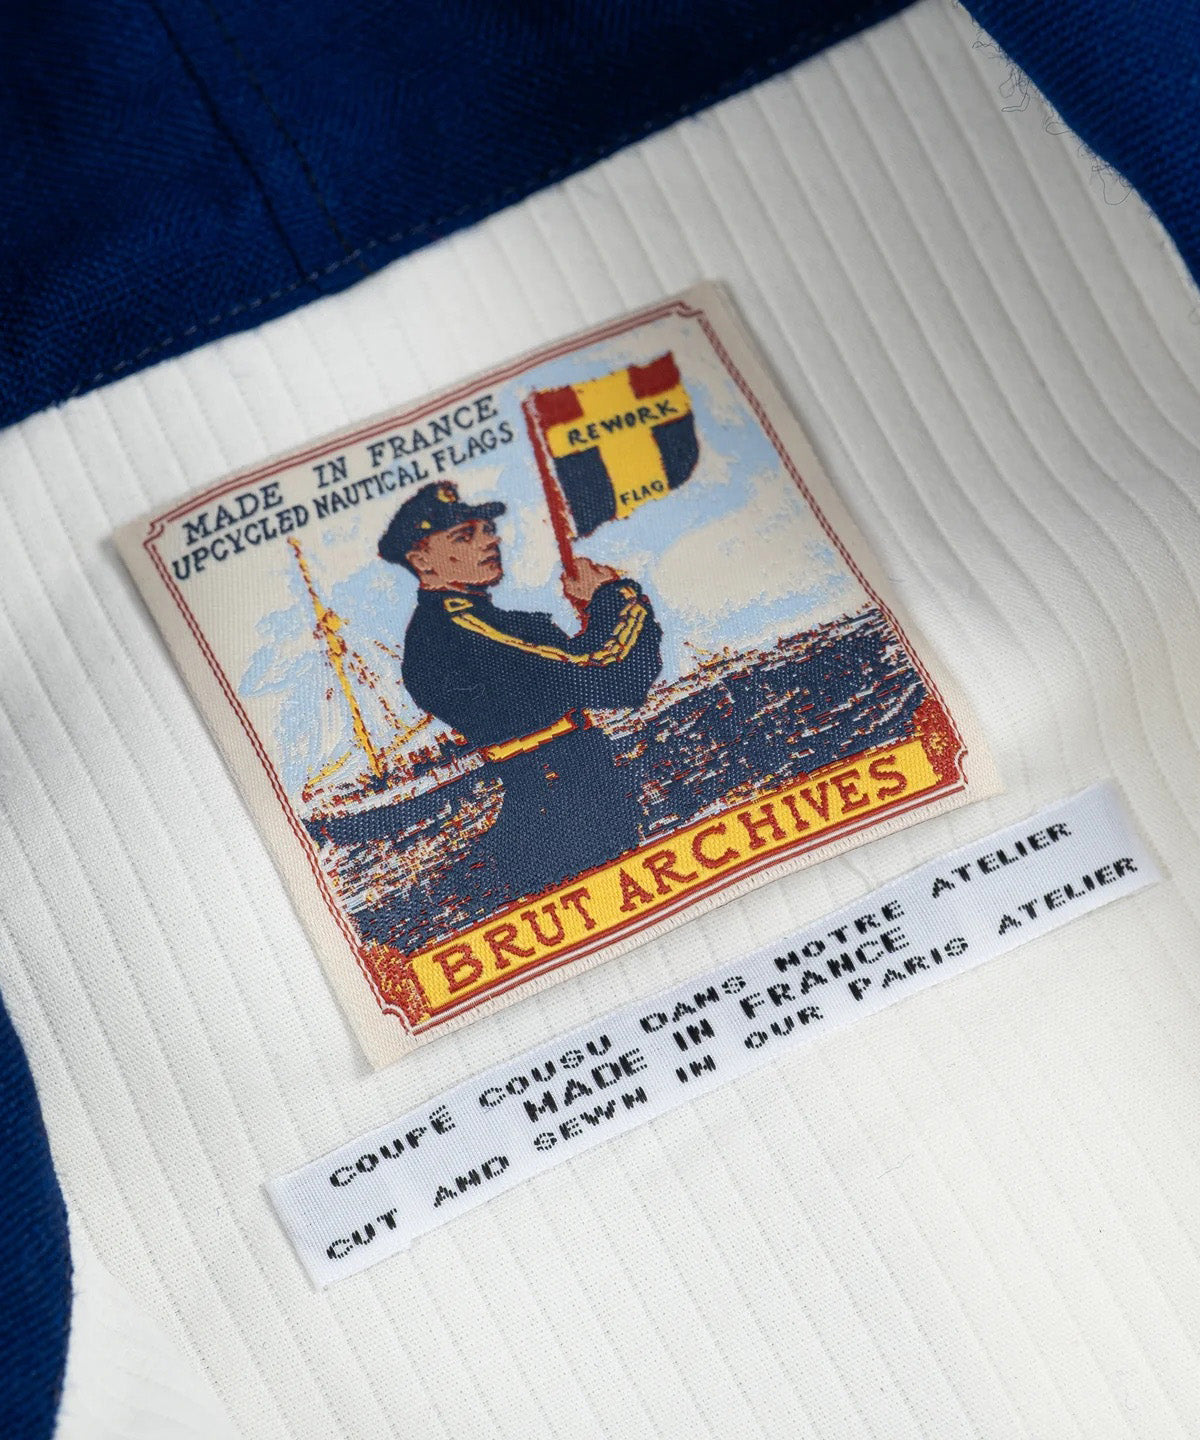 MADE IN FRANCE
UPCYCLED NAUTICAL FLAGS
REWORK
FLAG
BRUT ARCHIVES
COUPÉ COUSU DANS NOTRE ATELIER
MADE IN FRANCE
CUT AND SEWN IN OUR PARIS ATELIER